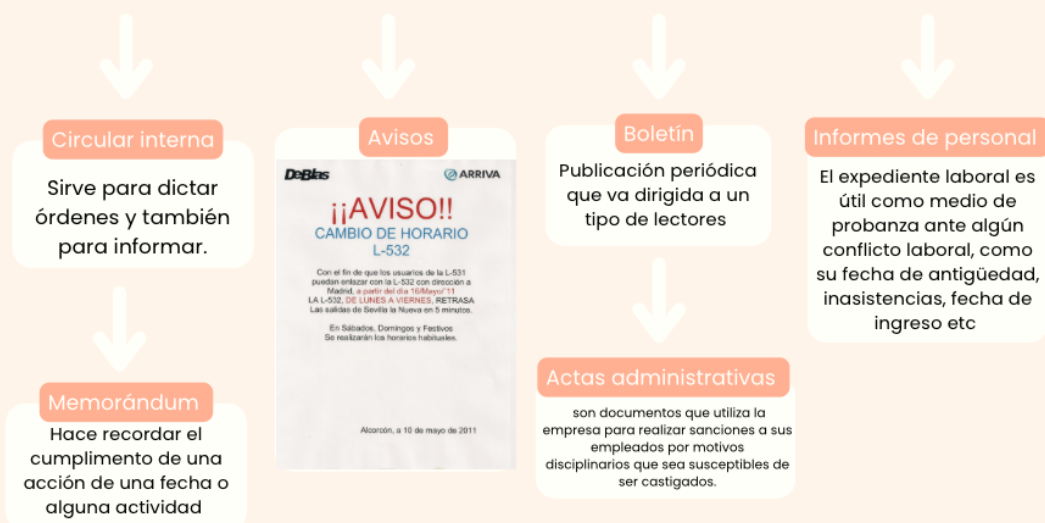 Circular interna
Sirve para dictar
órdenes y también
para informar.
Memorándum
Hace recordar el
cumplimento de una
acción de una fecha o
alguna actividad
Avisos
DeBlas
ARRIVA
¡¡AVISO!!
CAMBIO DE HORARIO
L-532
Con el fin de que los usuarios de la L-531
puedan enlazar con la L-532 con dirección a
Madrid, a partir del día 16/Mayo/ 11
LA L-532, DE LUNES A VIERNES, RETRASA
Las salidas de Sevilla la Nueva en 5 minutos.
En Sábados, Domingos y Festivos
Se realizarán los horarios habituales.
Alcorcón, a 10 de mayo de 2011
Boletín
Publicación periódica
que va dirigida a un
tipo de lectores
Actas administrativas
son documentos que utiliza la
empresa para realizar sanciones a sus
empleados por motivos
disciplinarios que sea susceptibles de
ser castigados.
Informes de personal
El expediente laboral es
útil como medio de
probanza ante algún
conflicto laboral, como
su fecha de antigüedad,
inasistencias, fecha de
ingreso etc